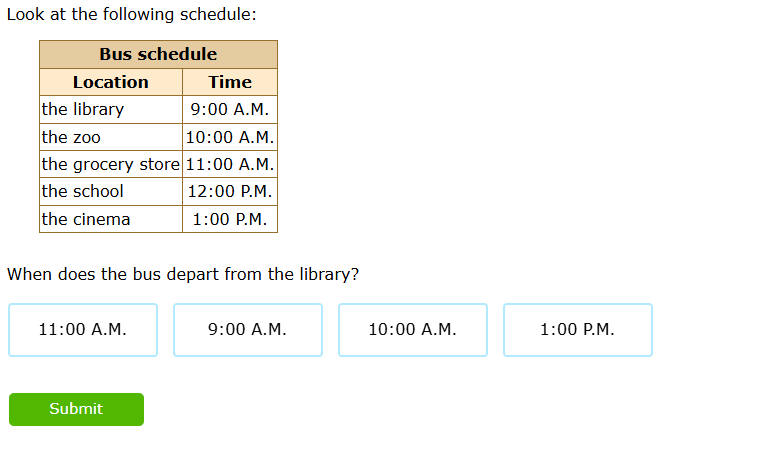 Look at the following schedule:
Bus schedule
Location Time
the library 9:00 A.M.
the zoo 10:00 A.M.
the grocery store 11:00 A.M.
the school 12:00 P.M.
the cinema 1:00 P.M.
When does the bus depart from the library?
11:00 A.M. 9:00 A.M. 10:00 A.M. 1:00 P.M.
Submit